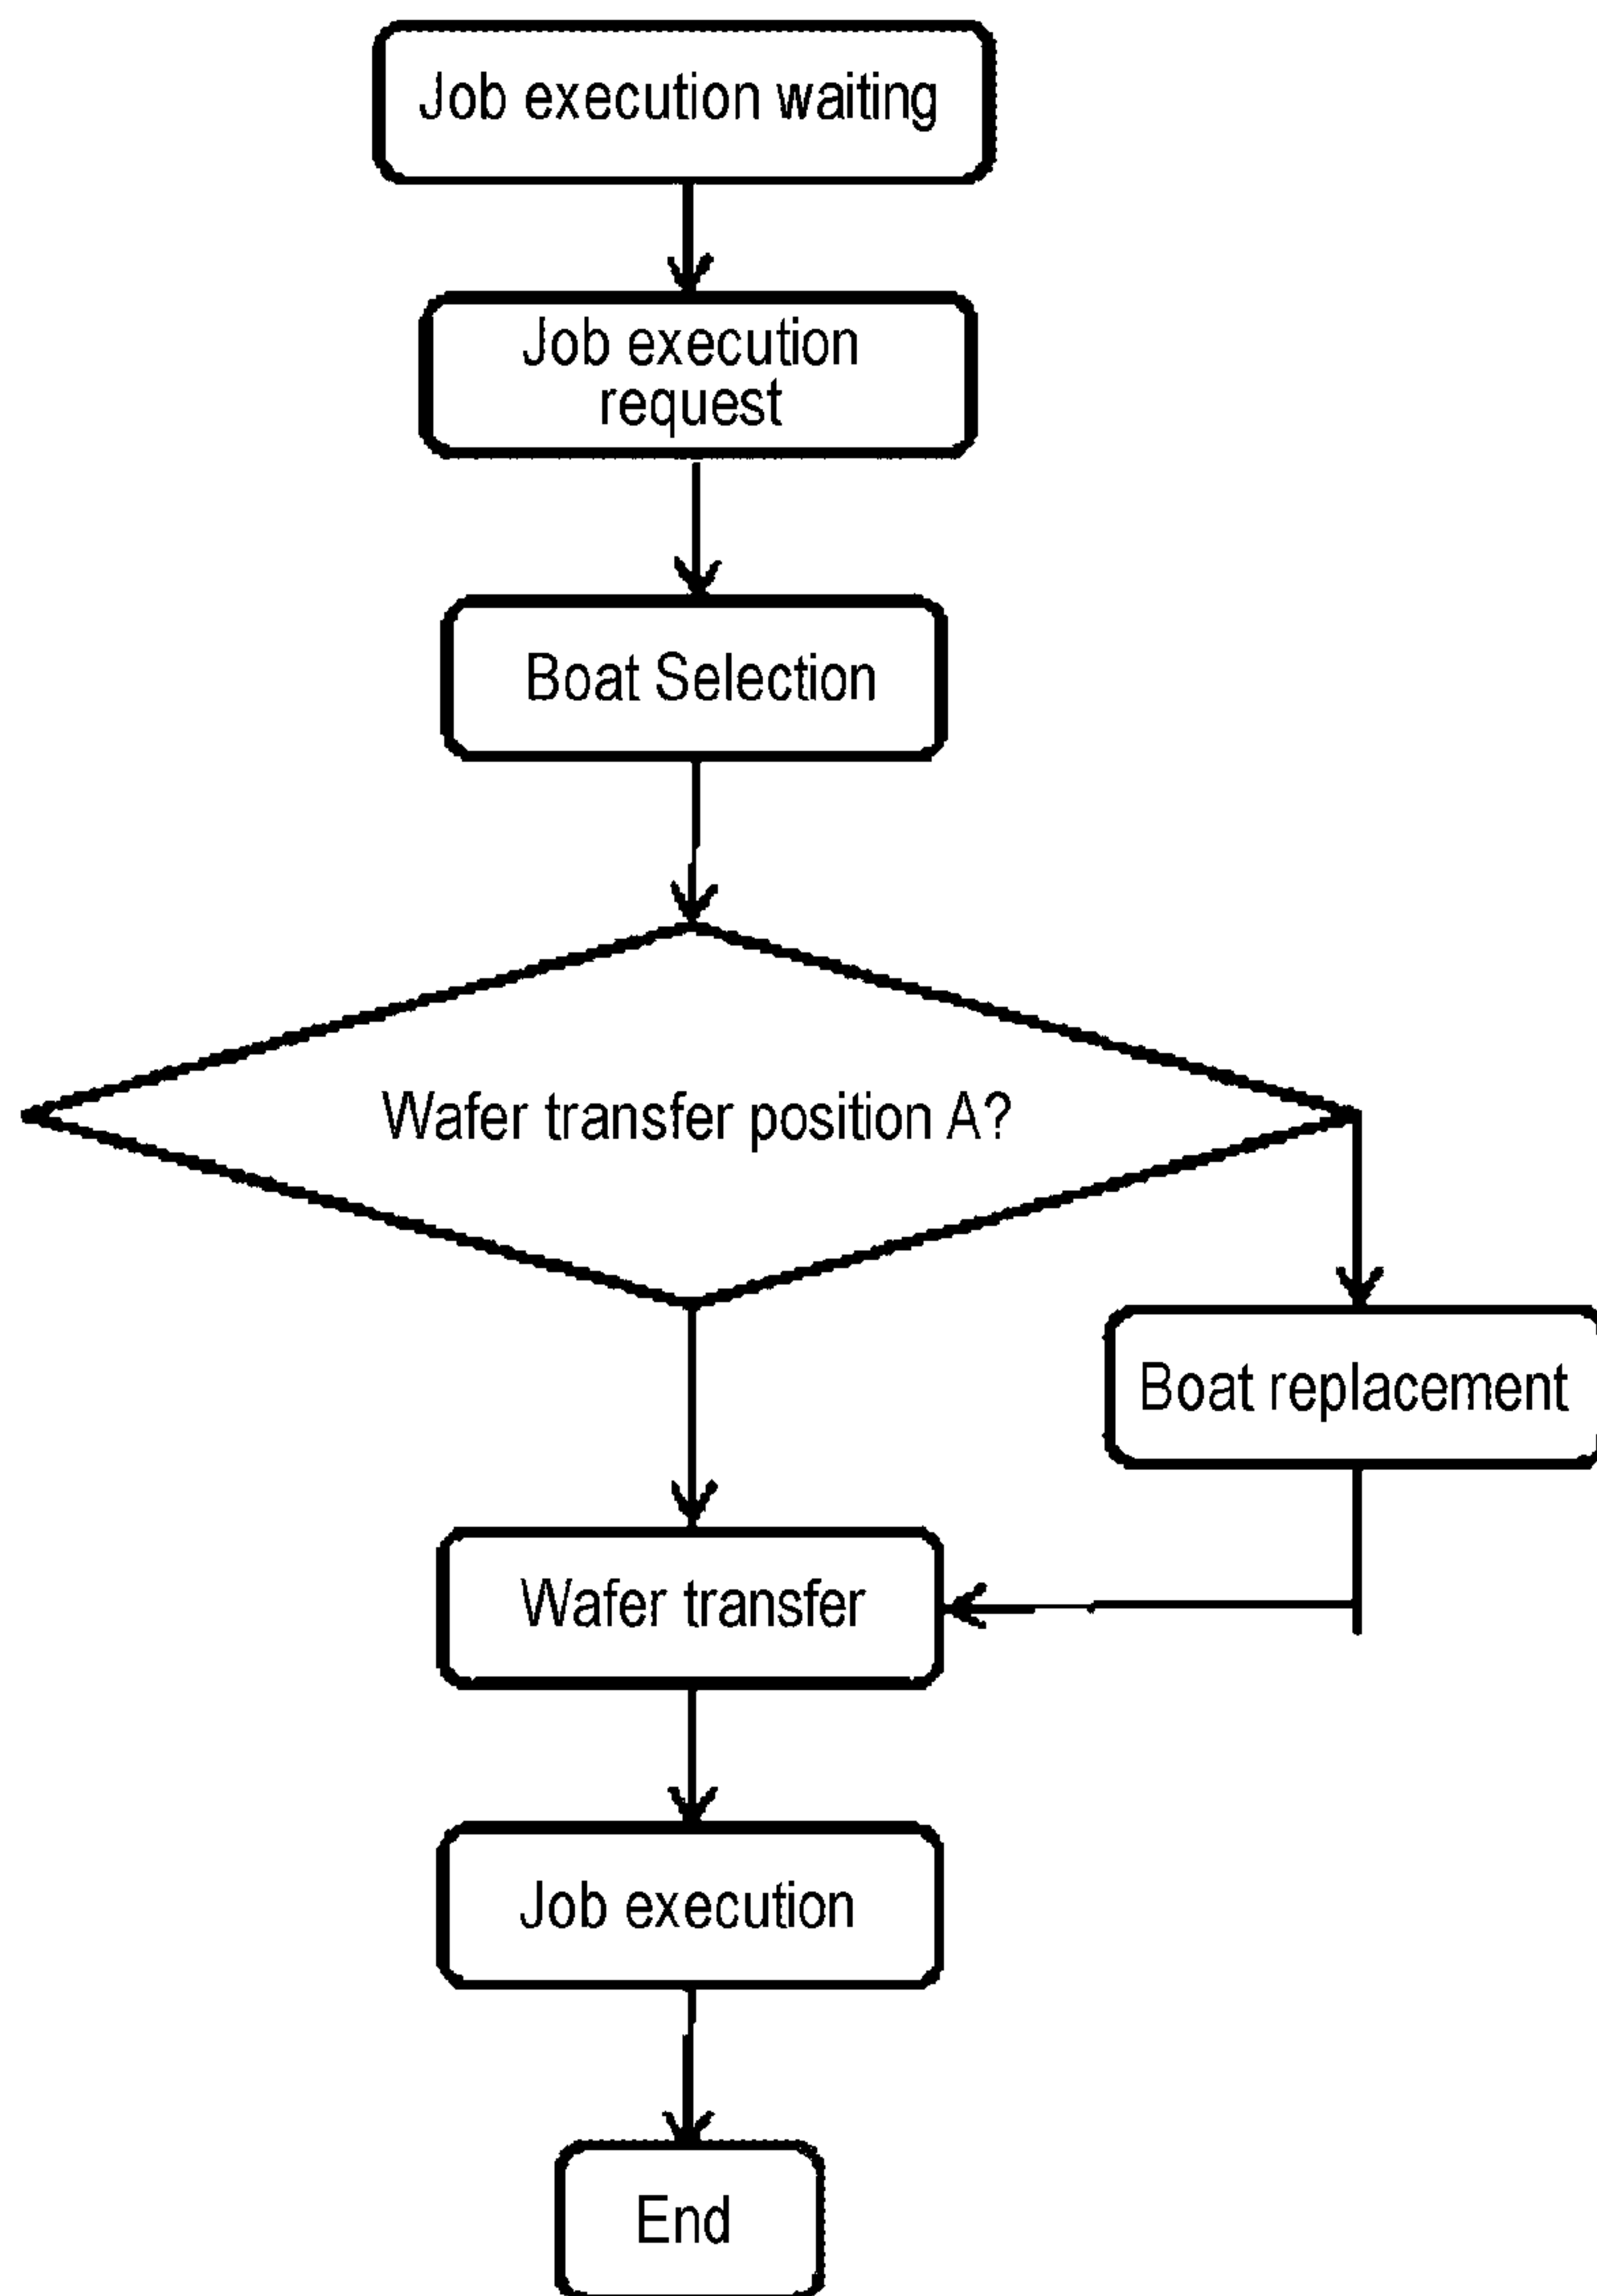 Job execution waiting
Job execution
request
Boat Selection
Wafer transfer position A?
Boat replacement
Wafer transfer
Job execution
End